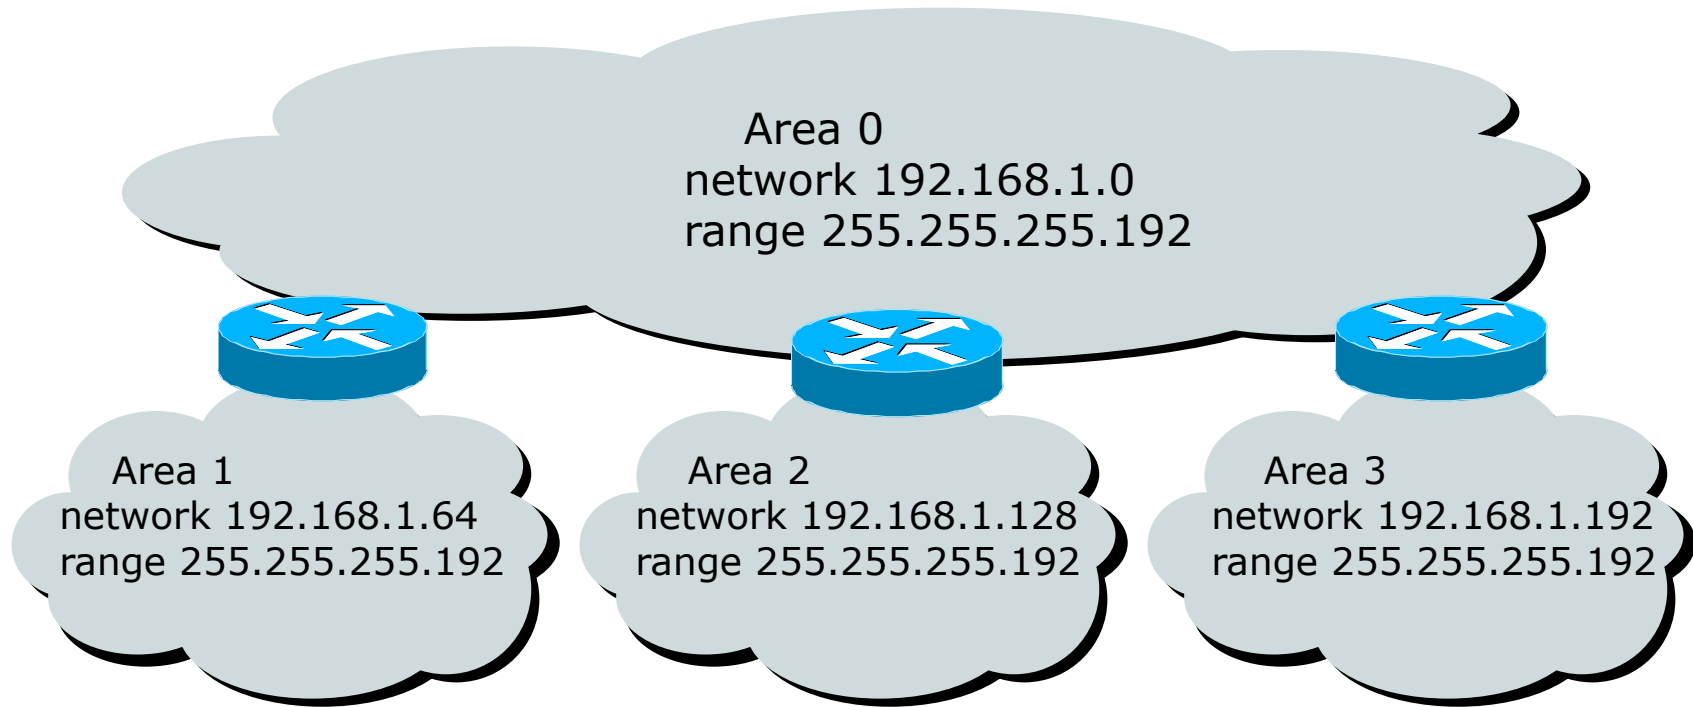 Area 0
network 192.168.1.0
range 255.255.255.192
Area 1
network 192.168.1.64
range 255.255.255.192
Area 2
network 192.168.1.128
range 255.255.255.192
Area 3
network 192.168.1.192
range 255.255.255.192